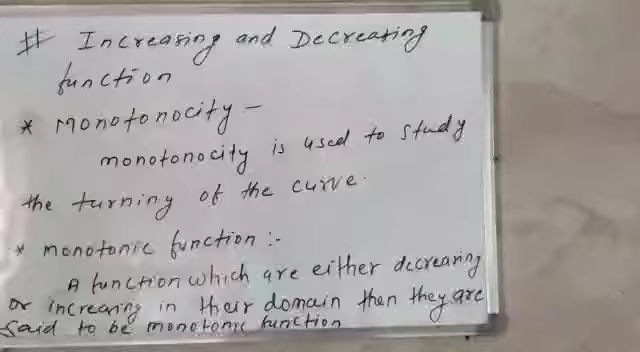 # Increasing and Decreasing
function
* Monotonocity -
monotonocity is used to study
the turning of the curve.
* monotonic function :-
A function which are either decreasing
or increasing in their domain then they are
said to be monotonic function